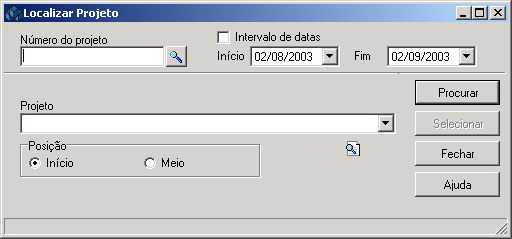 Localizar Projeto
Número do projeto
Intervalo de datas
Início 02/08/2003 Fim 02/09/2003
Procurar
Projeto
Selecionar
Posição
Início Meio
Fechar
Ajuda